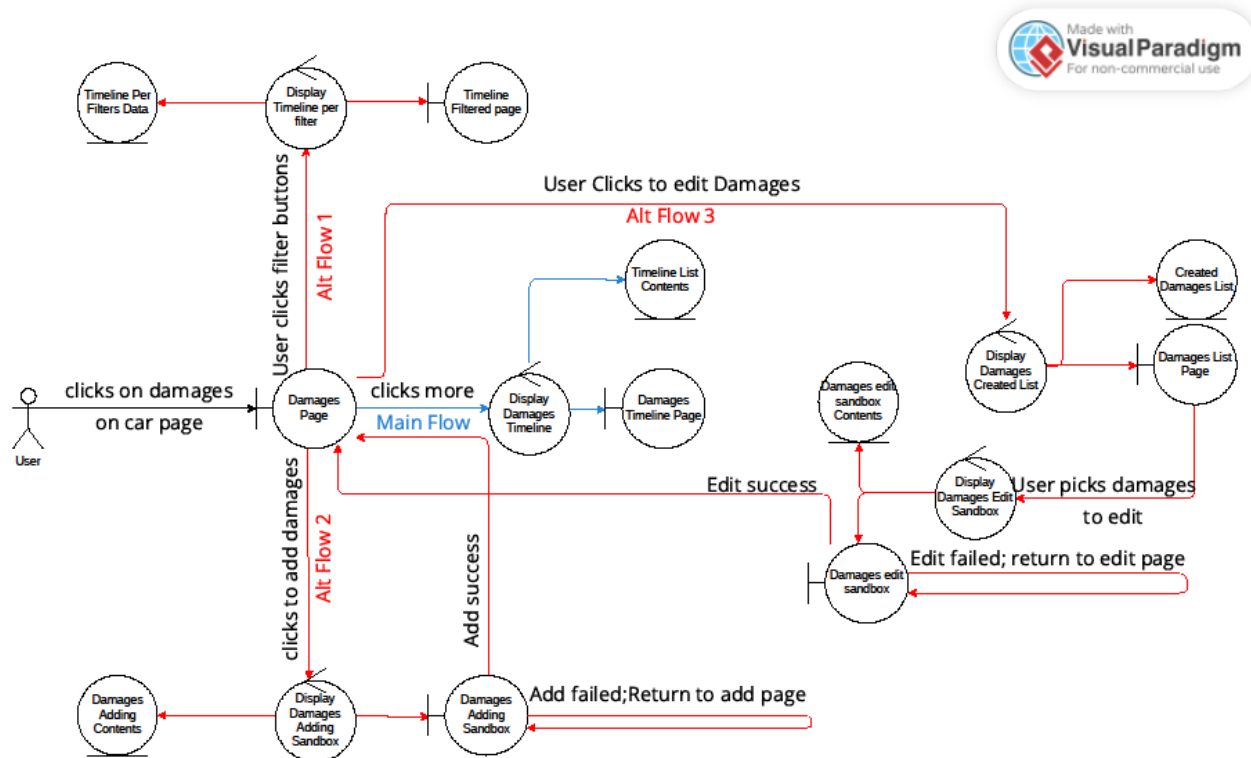 Made with
Visual Paradigm
For non-commercial use
Timeline Per
Filters Data
Display
Timeline per
filter
Timeline
Filtered page
User clicks filter buttons
Alt Flow 1
User Clicks to edit Damages
Alt Flow 3
Timeline List
Contents
Created
Damages List
Display
Damages
Created List
Damages List
Page
clicks on damages
on car page
User
Damages
Page
clicks more
Main Flow
Display
Damages
Timeline
Damages
Timeline Page
Damages edit
sandbox
Contents
Edit success
Display
Damages Edit
Sandbox
User picks damages
to edit
clicks to add damages
Alt Flow 2
Add success
Damages edit
sandbox
Edit failed; return to edit page
Damages
Adding
Contents
Display
Damages
Adding
Sandbox
Damages
Adding
Sandbox
Add failed;Return to add page